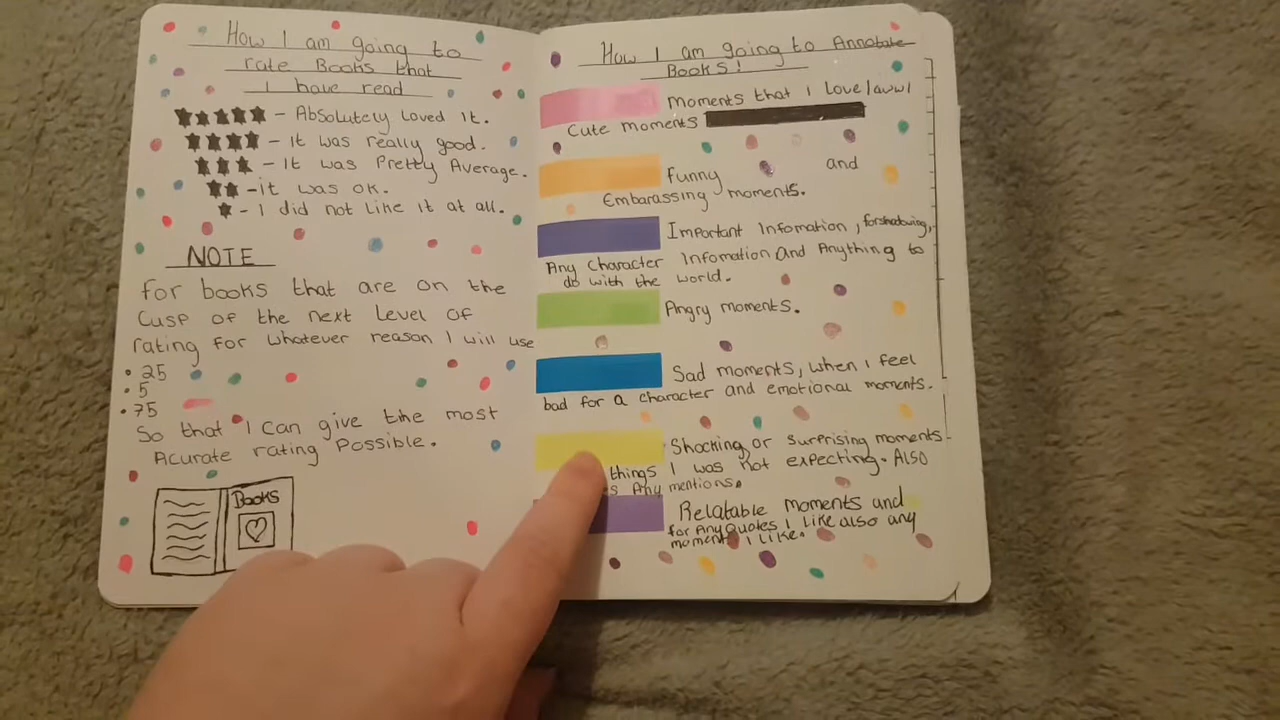 How I am going to
rate Books that
I have read
- Absolutely Loved It.
- It was really good.
- It was Pretty Average.
- it was ok.
- I did not like it at all.
NOTE
for books that are on the
Cusp of the next Level of
rating for whatever reason I will use
• 25
• 5
• 75
So that I can give the most
Acurate rating Possible.
Books
How I am going to Annotate
Books!
moments that I love/aww/
Cute moments
funny and
Embarassing moments.
Important Infomation, forshadowing,
Any Character Infomation and Anything to
do with the world.
Angry moments.
Sad moments, when I feel
bad for a character and emotional moments.
Shocking or Surprising moments
things I was not expecting. Also
Any mentions.
Relatable moments and
for Any Quotes I like also any
moment I like.